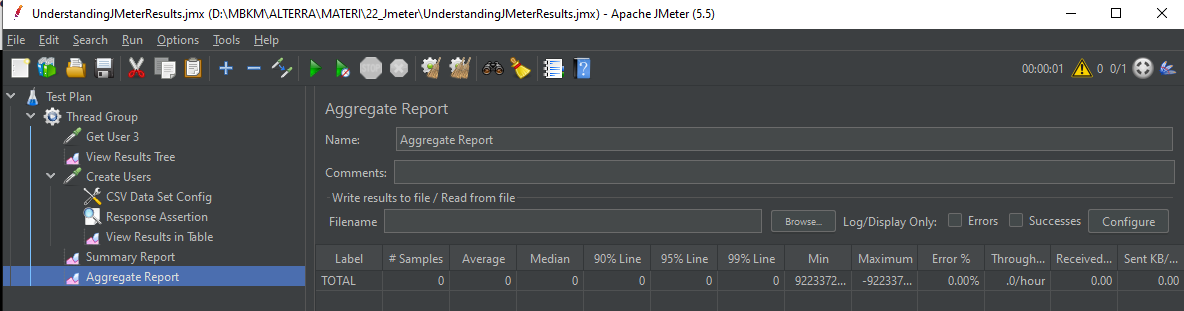 UnderstandingJMeterResults.jmx (D:\MBKM\ALTERRA\MATERI\22_Jmeter\UnderstandingJMeterResults.jmx) - Apache JMeter (5.5)
File Edit Search Run Options Tools Help
STOP 00:00:01 0 0/1
Test Plan
Thread Group
Get User 3
View Results Tree
Create Users
CSV Data Set Config
Response Assertion
View Results in Table
Summary Report
Aggregate Report
Aggregate Report
Name: Aggregate Report
Comments:
Write results to file / Read from file
Filename Browse... Log/Display Only: Errors Successes Configure
Label # Samples Average Median 90% Line 95% Line 99% Line Min Maximum Error % Through... Received... Sent KB/...
TOTAL 0 0 0 0 0 0 9223372... -922337... 0.00% .0/hour 0.00 0.00